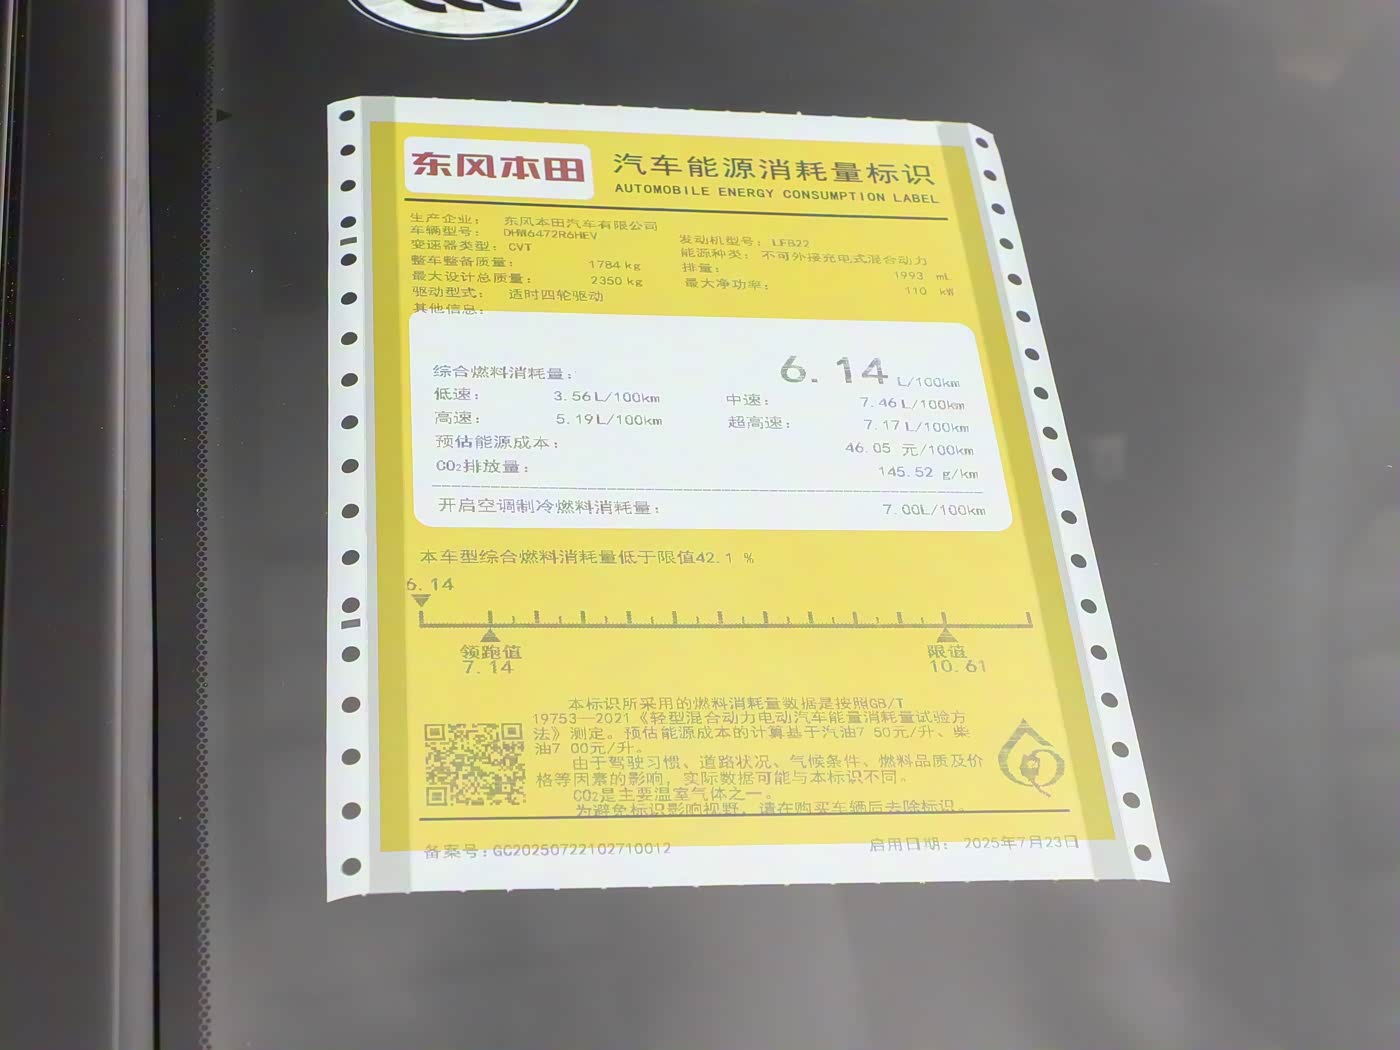 东风本田
汽车能源消耗量标识
AUTOMOBILE ENERGY CONSUMPTION LABEL
生产企业: 东风本田汽车有限公司
车辆型号: DHW6472R6HEV 发动机型号: LFB22
变速器类型: CVT 能源种类: 不可外接充电式混合动力
整车整备质量: 1784 kg 排量: 1993 mL
最大设计总质量: 2350 kg 最大净功率: 110 kW
驱动型式: 适时四轮驱动
其他信息:
综合燃料消耗量: 6.14 L/100km
低速: 3.56L/100km 中速: 7.46L/100km
高速: 5.19L/100km 超高速: 7.17L/100km
预估能源成本: 46.05 元/100km
CO₂排放量: 145.52 g/km
开启空调制冷燃料消耗量: 7.00L/100km
本车型综合燃料消耗量低于限值42.1 %
6.14
领跑值 限值
7.14 10.61
本标识所采用的燃料消耗量数据是按照GB/T
19753—2021《轻型混合动力电动汽车能量消耗量试验方
法》测定。预估能源成本的计算基于汽油7 50元/升、柴
油7 00元/升。
由于驾驶习惯、道路状况、气候条件、燃料品质及价
格等因素的影响，实际数据可能与本标识不同。
CO₂是主要温室气体之一。
为避免标识影响视野，请在购买车辆后去除标识。
备案号:GC20250722102710012 启用日期: 2025年7月23日